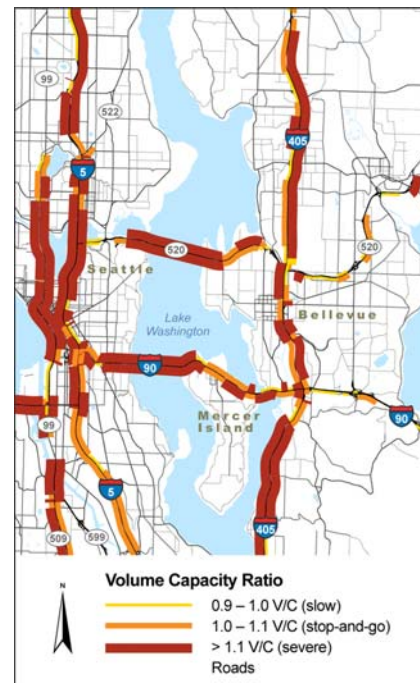 99
522
5
405
520
520
Seattle
Lake
Washington
Bellevue
90
Mercer
Island
99
90
5
405
509
599
N
Volume Capacity Ratio
0.9 – 1.0 V/C (slow)
1.0 – 1.1 V/C (stop-and-go)
> 1.1 V/C (severe)
Roads